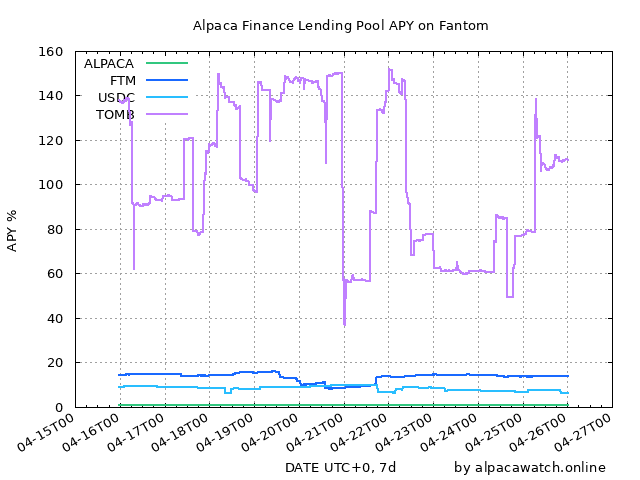 Alpaca Finance Lending Pool APY on Fantom
160
140
120
100
80
60
40
20
0
APY %
ALPACA
FTM
USDC
TOMB
04-15T00
04-16T00
04-17T00
04-18T00
04-19T00
04-20T00
04-21T00
04-22T00
04-23T00
04-24T00
04-25T00
04-26T00
04-27T00
DATE UTC+0, 7d
by alpacawatch.online